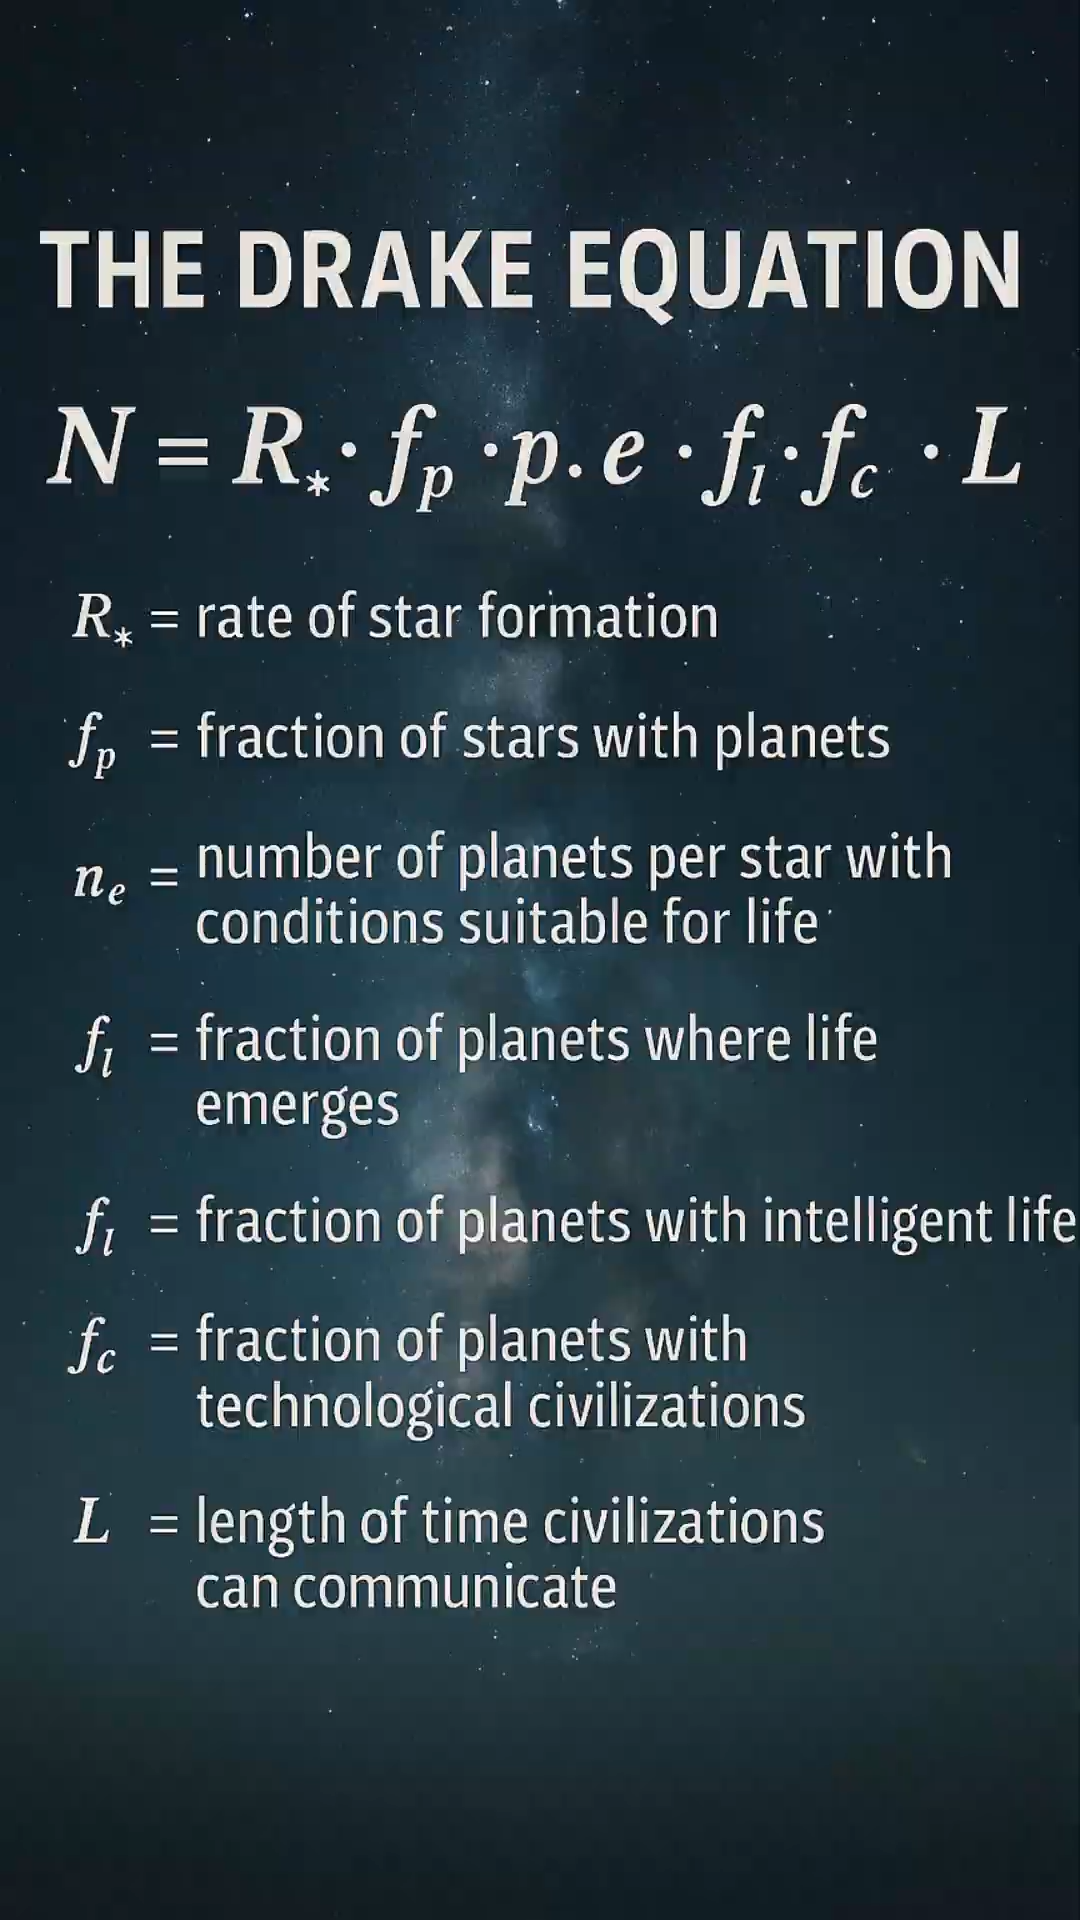 THE DRAKE EQUATION
N = R* · fp · p. e · fl · fc · L
R* = rate of star formation
fp = fraction of stars with planets
ne = number of planets per star with
conditions suitable for life
fl = fraction of planets where life
emerges
fl = fraction of planets with intelligent life
fc = fraction of planets with
technological civilizations
L = length of time civilizations
can communicate